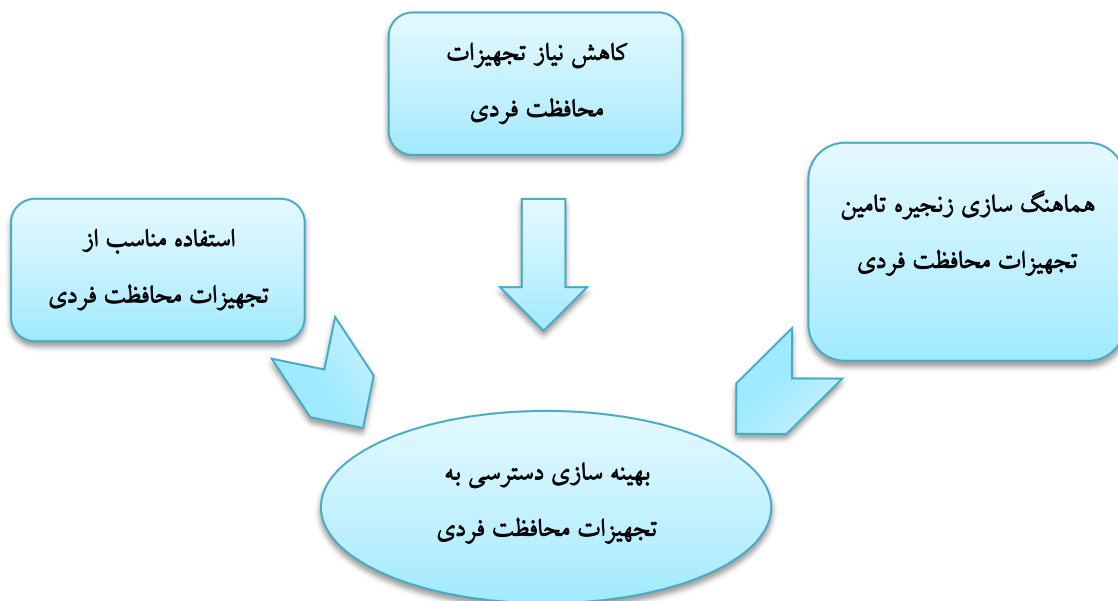 کاهش نیاز تجهیزات
محافظت فردی
هماهنگ سازی زنجیره تامین
تجهیزات محافظت فردی
استفاده مناسب از
تجهیزات محافظت فردی
بهینه سازی دسترسی به
تجهیزات محافظت فردی